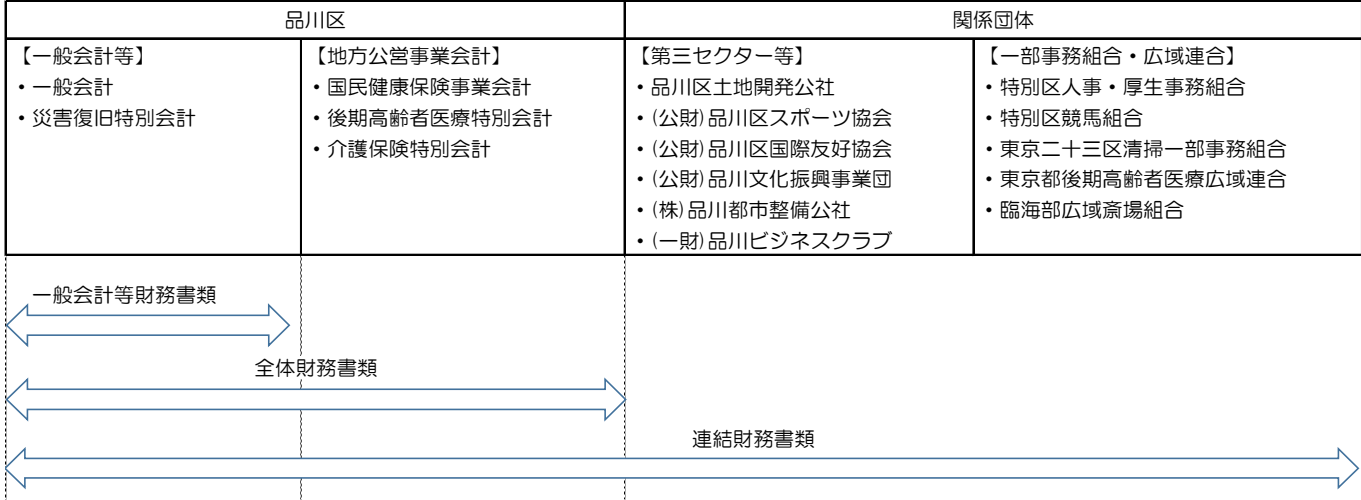 品川区
関係団体
【一般会計等】
・一般会計
・災害復旧特別会計
【地方公営事業会計】
・国民健康保険事業会計
・後期高齢者医療特別会計
・介護保険特別会計
【第三セクター等】
・品川区土地開発公社
・(公財)品川区スポーツ協会
・(公財)品川区国際友好協会
・(公財)品川文化振興事業団
・(株)品川都市整備公社
・(一財)品川ビジネスクラブ
【一部事務組合・広域連合】
・特別区人事・厚生事務組合
・特別区競馬組合
・東京二十三区清掃一部事務組合
・東京都後期高齢者医療広域連合
・臨海部広域斎場組合
一般会計等財務書類
全体財務書類
連結財務書類